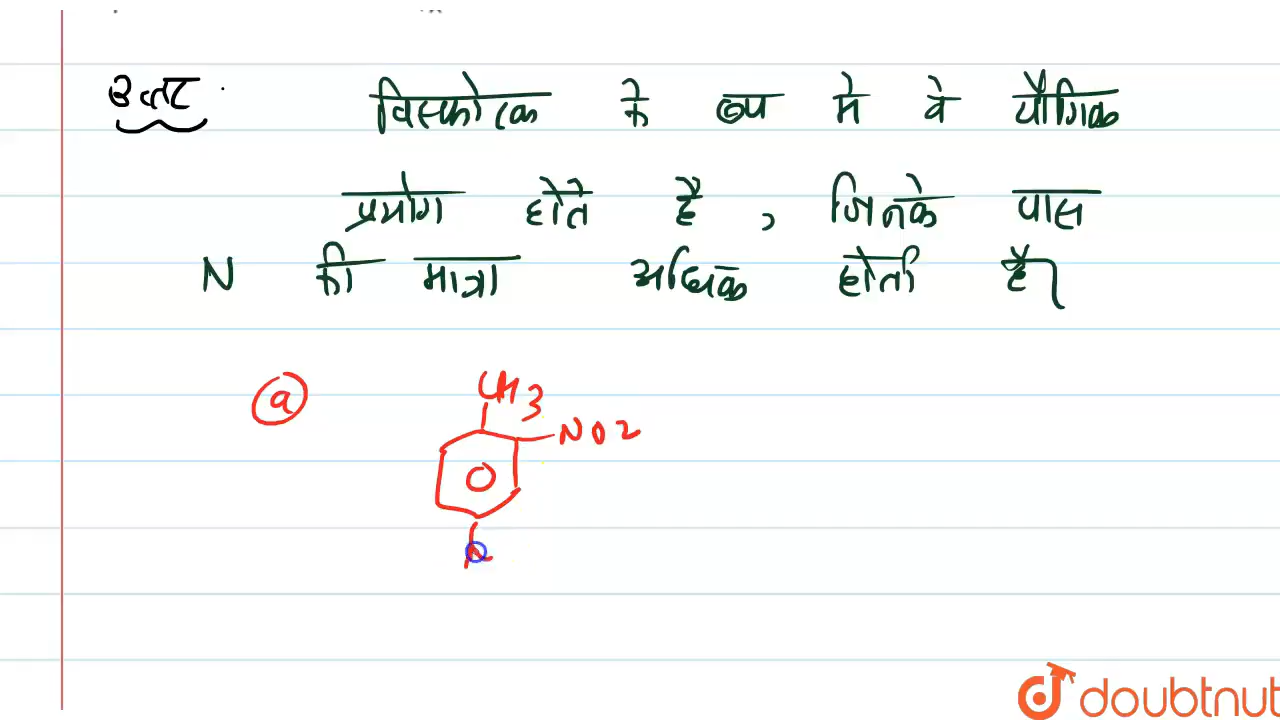 उत्तर
विस्फोटक के रूप मे वे यौगिक
प्रयोग होते है , जिनके पास
N की मात्रा अधिक होती है।
a
CH3
NO2
N
doubtnut